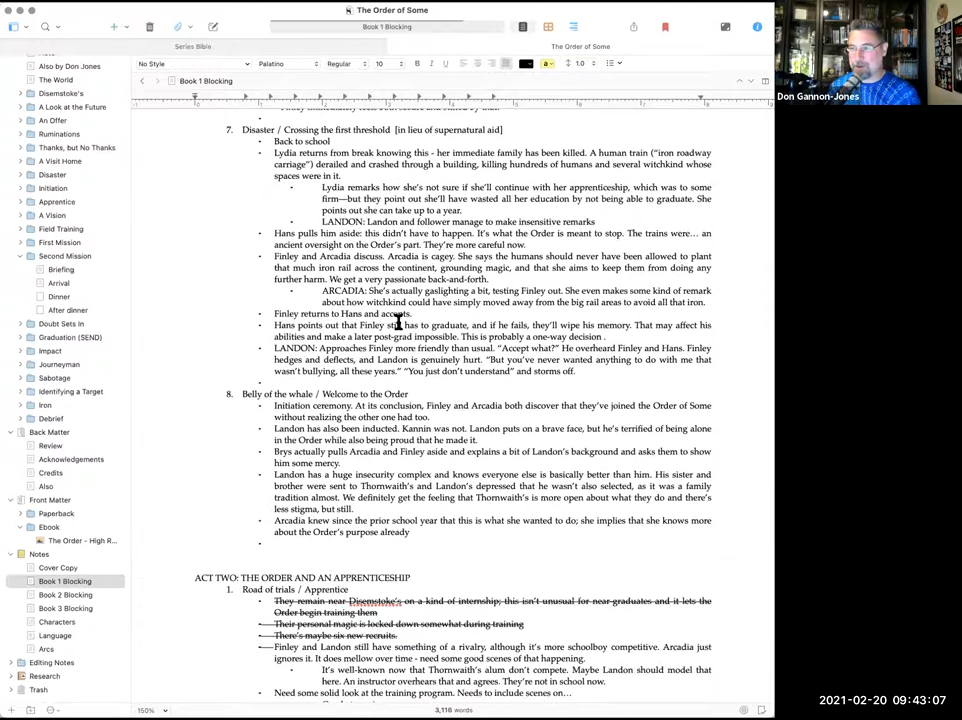 The Order of Some
Book 1 Blocking
Series Bible
The Order of Some
No Style
Palatino
Regular
10
B I U
a
1.0
Book 1 Blocking
Also by Don Jones
The World
Disemstoke's
A Look at the Future
An Offer
Ruminations
Thanks, but No Thanks
A Visit Home
Disaster
Initiation
Apprentice
A Vision
Field Training
First Mission
Second Mission
Briefing
Arrival
Dinner
After dinner
Doubt Sets In
Graduation (SEND)
Impact
Journeyman
Sabotage
Identifying a Target
Iron
Debrief
Back Matter
Review
Acknowledgements
Credits
Also
Front Matter
Paperback
Ebook
The Order - High R...
Notes
Cover Copy
Book 1 Blocking
Book 2 Blocking
Book 3 Blocking
Characters
Language
Arcs
Editing Notes
Research
Trash
7. Disaster / Crossing the first threshold [in lieu of supernatural aid]
- Back to school
- Lydia returns from break knowing this - her immediate family has been killed. A human train ("iron roadway
carriage") derailed and crashed through a building, killing hundreds of humans and several witchkind whose
spaces were in it.
- Lydia remarks how she's not sure if she'll continue with her apprenticeship, which was to some
firm—but they point out she'll have wasted all her education by not being able to graduate. She
points out she can take up to a year.
- LANDON: Landon and follower manage to make insensitive remarks
- Hans pulls him aside: this didn't have to happen. It's what the Order is meant to stop. The trains were... an
ancient oversight on the Order's part. They're more careful now.
- Finley and Arcadia discuss. Arcadia is cagey. She says the humans should never have been allowed to plant
that much iron rail across the continent, grounding magic, and that she aims to keep them from doing any
further harm. We get a very passionate back-and-forth.
- ARCADIA: She's actually gaslighting a bit, testing Finley out. She even makes some kind of remark
about how witchkind could have simply moved away from the big rail areas to avoid all that iron.
- Finley returns to Hans and accepts.
- Hans points out that Finley still has to graduate, and if he fails, they'll wipe his memory. That may affect his
abilities and make a later post-grad impossible. This is probably a one-way decision .
- LANDON: Approaches Finley more friendly than usual. "Accept what?" He overheard Finley and Hans. Finley
hedges and deflects, and Landon is genuinely hurt. "But you've never wanted anything to do with me that
wasn't bullying, all these years." "You just don't understand" and storms off.
8. Belly of the whale / Welcome to the Order
- Initiation ceremony. At its conclusion, Finley and Arcadia both discover that they've joined the Order of Some
without realizing the other one had too.
- Landon has also been inducted. Kannin was not. Landon puts on a brave face, but he's terrified of being alone
in the Order while also being proud that he made it.
- Brys actually pulls Arcadia and Finley aside and explains a bit of Landon's background and asks them to show
him some mercy.
- Landon has a huge insecurity complex and knows everyone else is basically better than him. His sister and
brother were sent to Thornwaith's and Landon's depressed that he wasn't also selected, as it was a family
tradition almost. We definitely get the feeling that Thornwaith's is more open about what they do and there's
less stigma, but still.
- Arcadia knew since the prior school year that this is what she wanted to do; she implies that she knows more
about the Order's purpose already
ACT TWO: THE ORDER AND AN APPRENTICESHIP
1. Road of trials / Apprentice
- They remain near Disemstoke's on a kind of internship; this isn't unusual for near-graduates and it lets the
Order begin training them
- Their personal magic is locked down somewhat during training
- There's maybe six new recruits.
- Finley and Landon still have something of a rivalry, although it's more schoolboy competitive. Arcadia just
ignores it. It does mellow over time - need some good scenes of that happening.
- It's well-known now that Thornwaith's alum don't compete. Maybe Landon should model that
here. An instructor overhears that and agrees. They're not in school now.
- Need some solid look at the training program. Needs to include scenes on...
150%
3,116 words
Don Gannon-Jones
2021-02-20 09:43:07